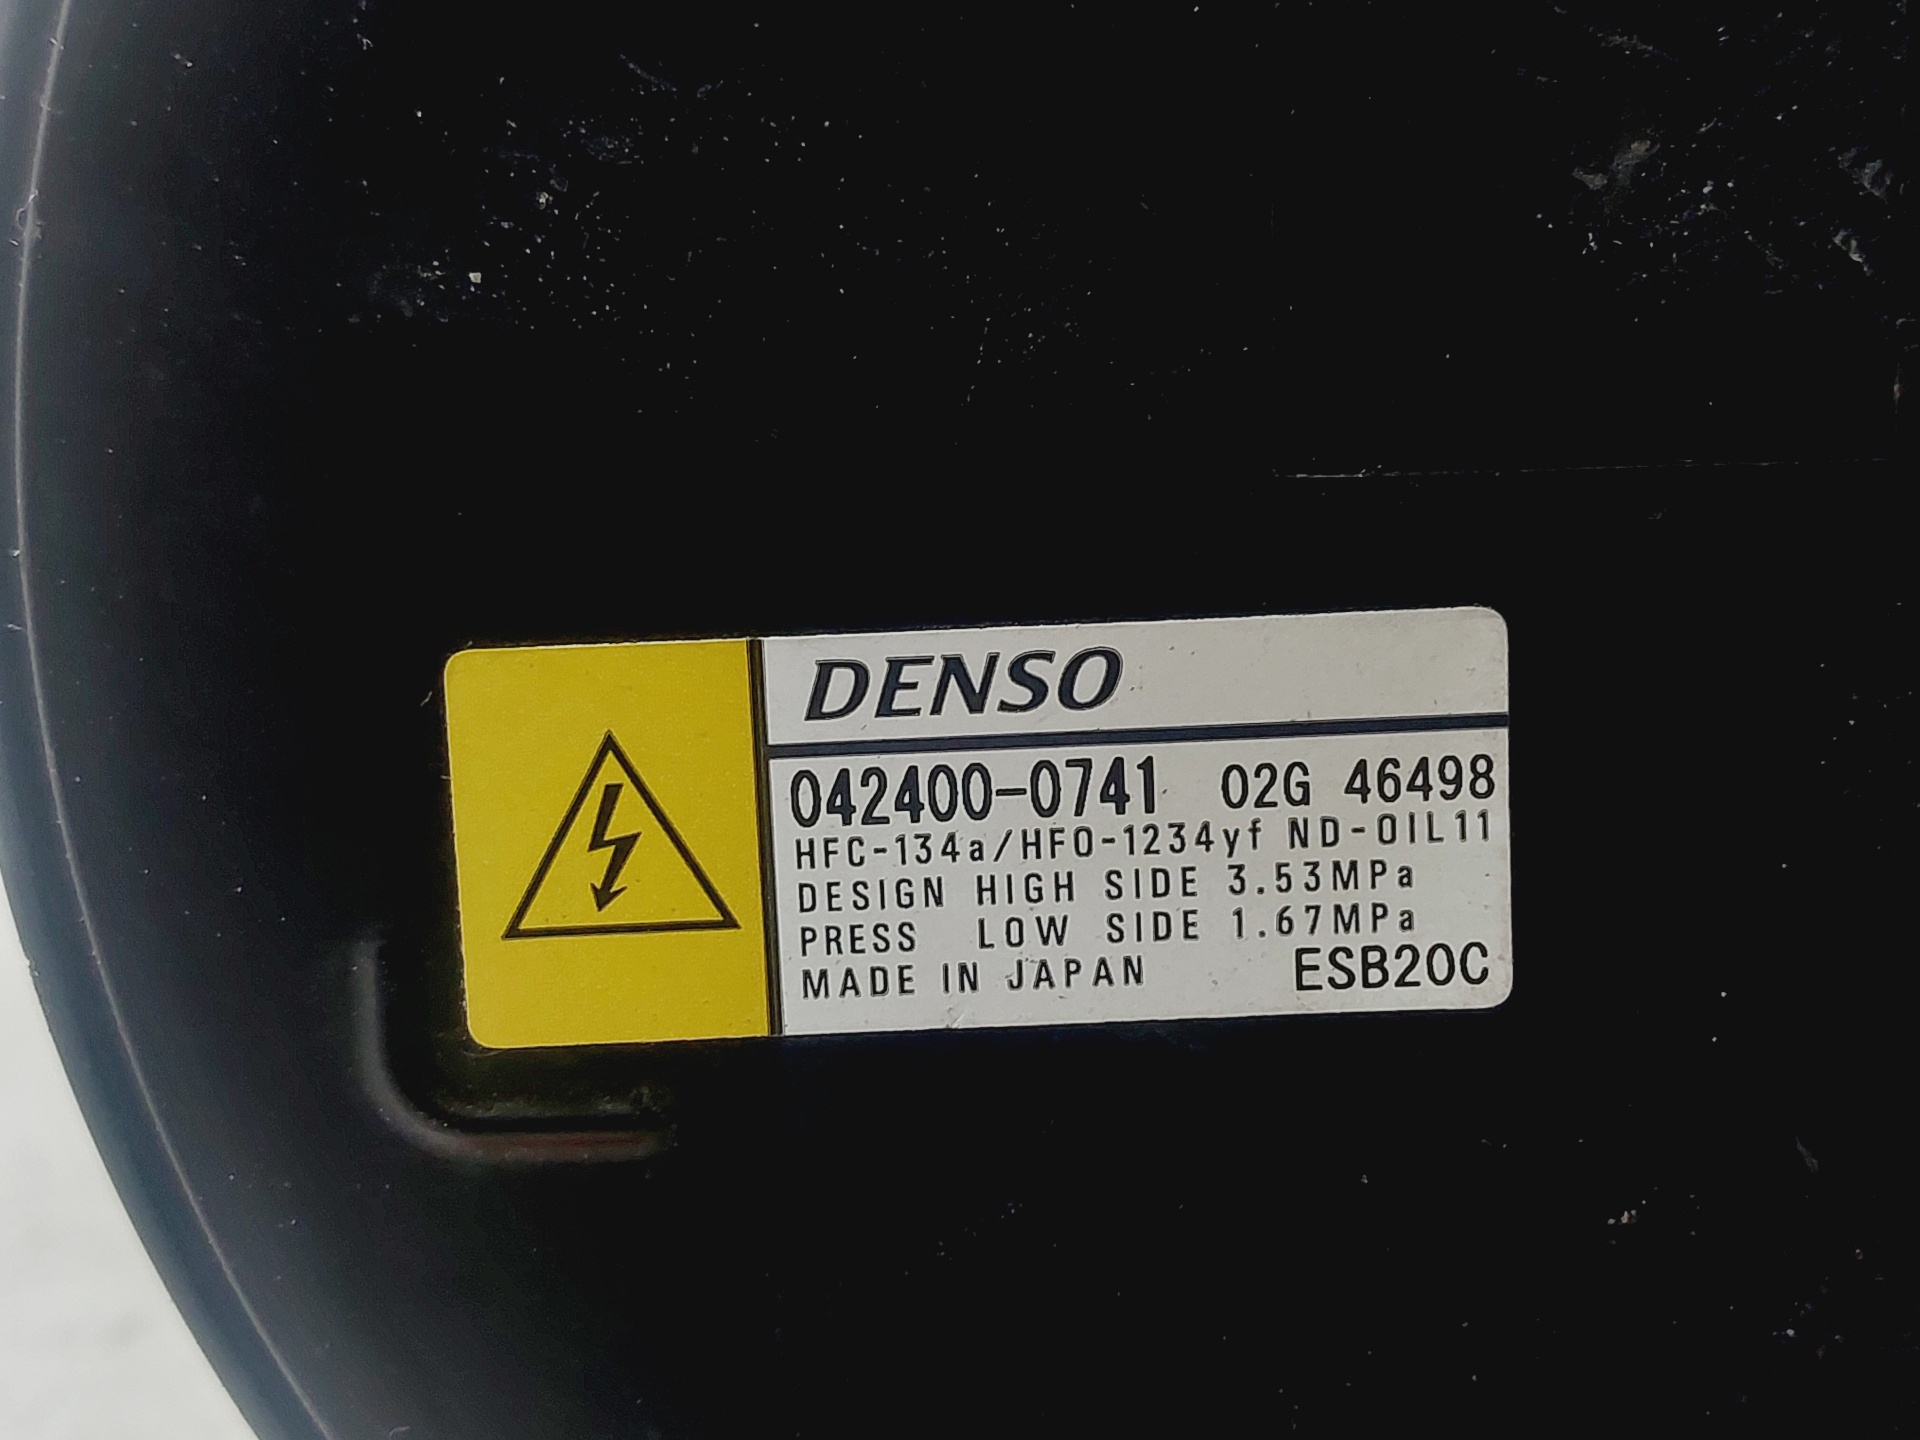 DENSO
042400-0741 02G 46498
HFC-134a/HFO-1234yf ND-OIL11
DESIGN HIGH SIDE 3.53MPa
PRESS LOW SIDE 1.67MPa
MADE IN JAPAN ESB20C